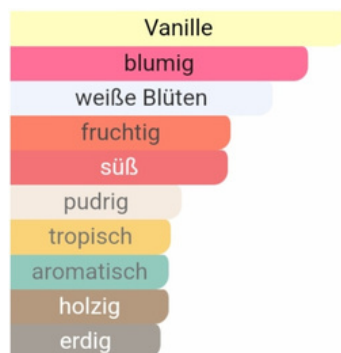 Vanille
blumig
weiße Blüten
fruchtig
süß
pudrig
tropisch
aromatisch
holzig
erdig